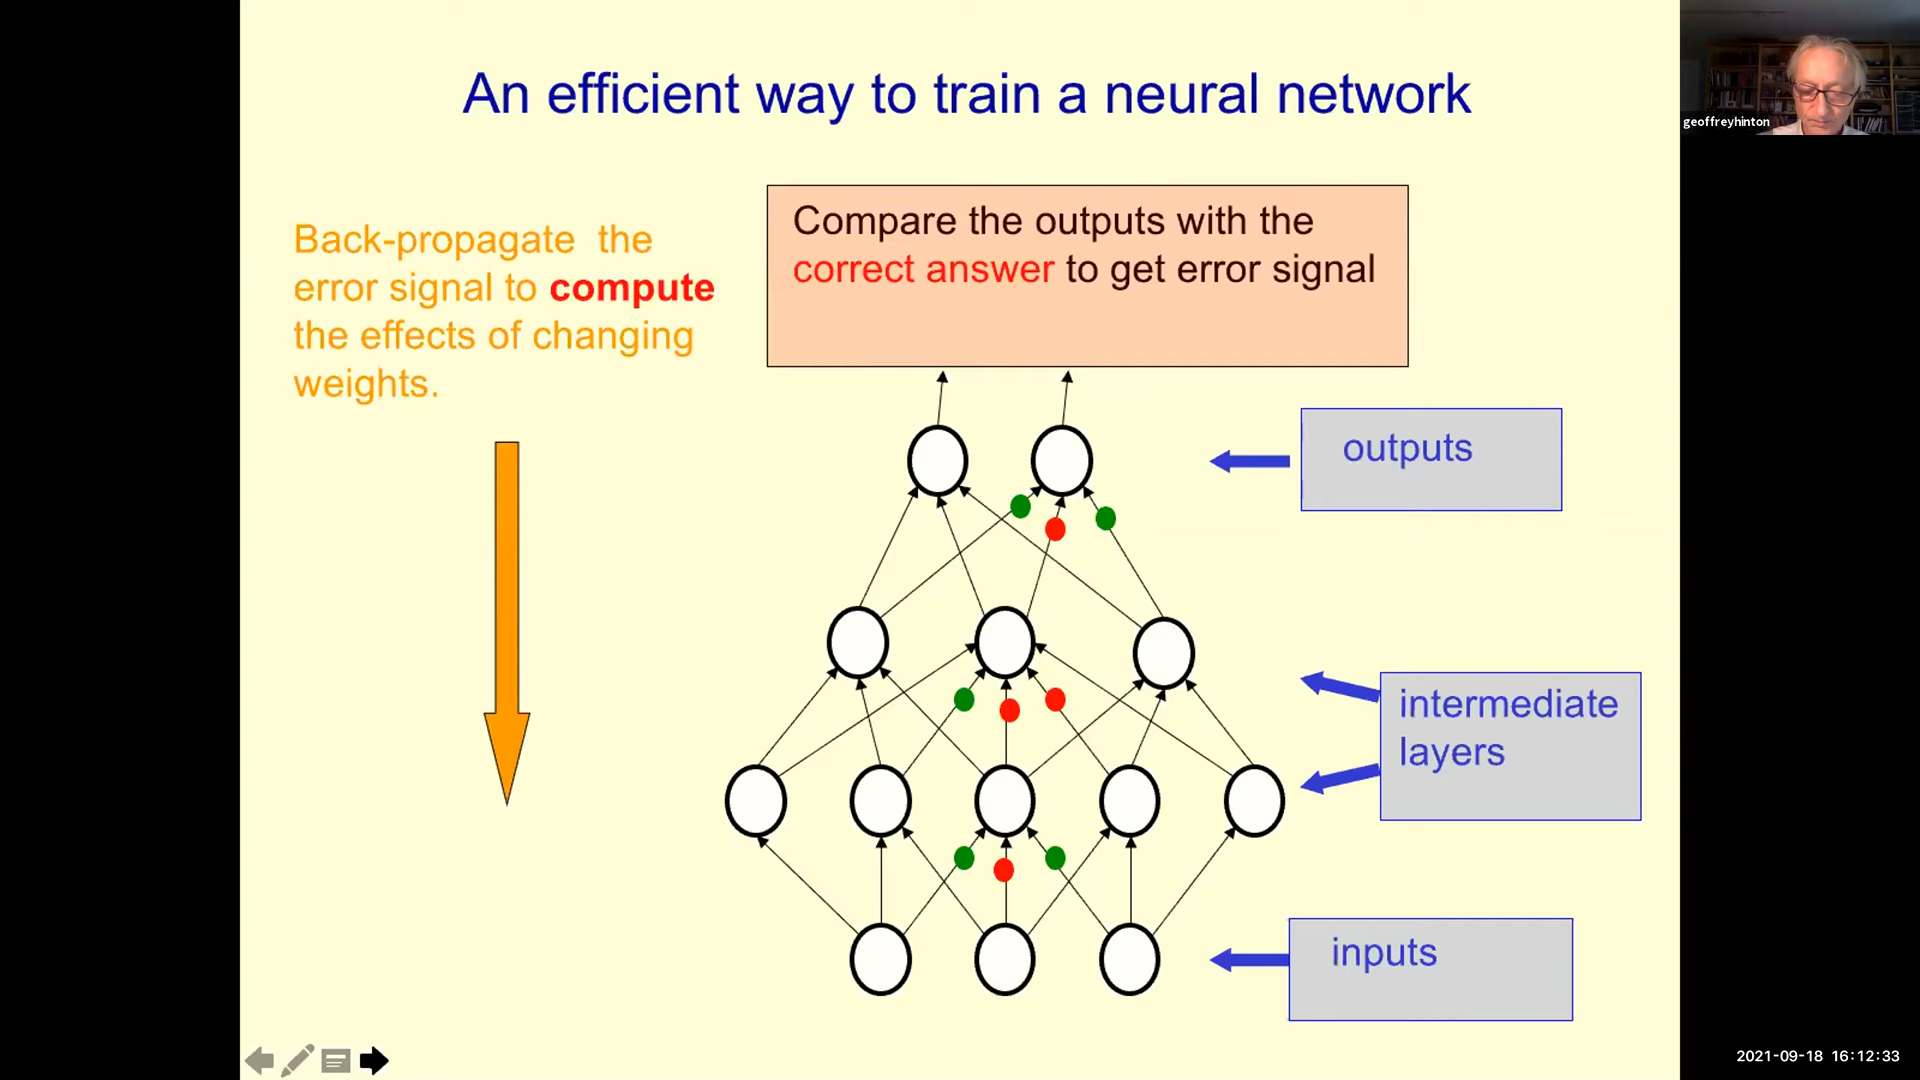 An efficient way to train a neural network
geoffreyhinton
Back-propagate the
error signal to compute
the effects of changing
weights.
Compare the outputs with the
correct answer to get error signal
outputs
intermediate
layers
inputs
2021-09-18 16:12:33